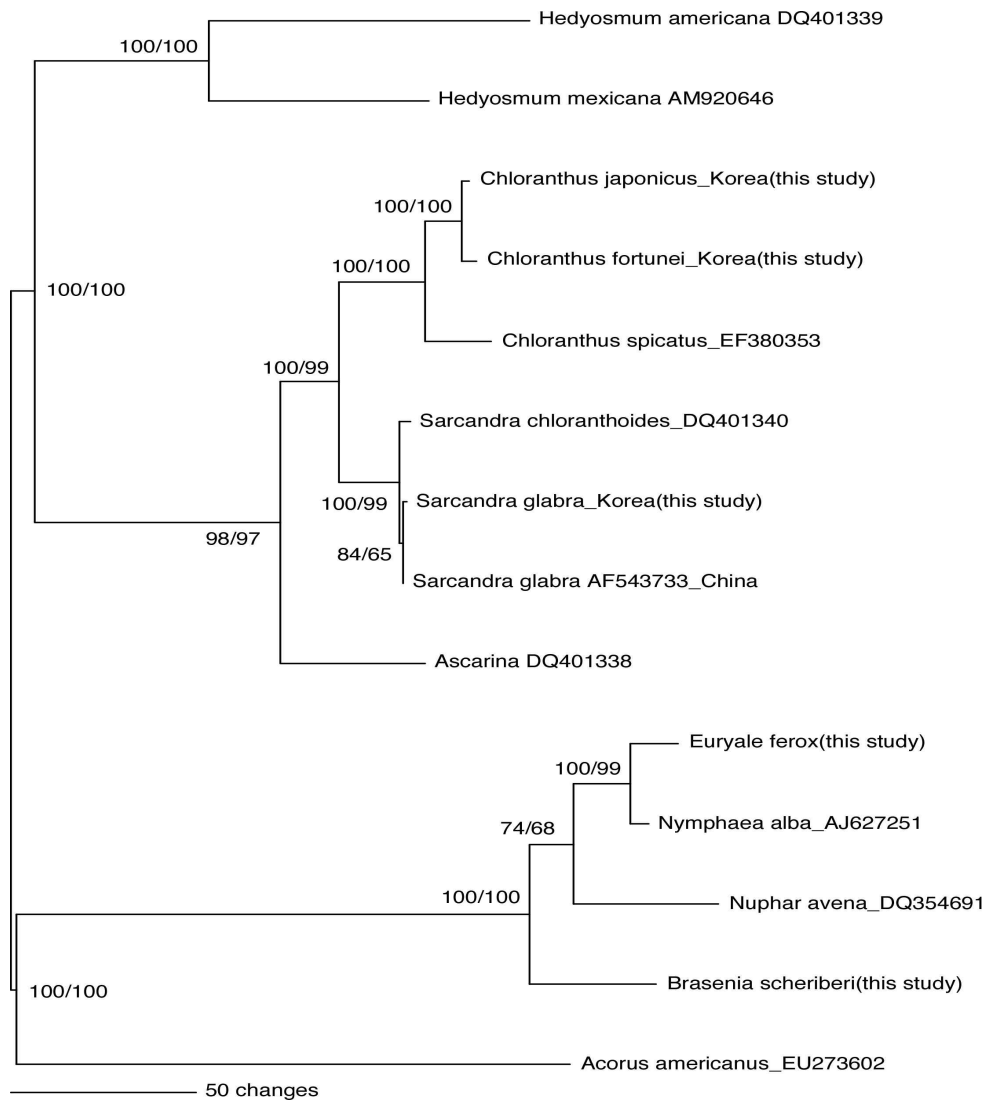 Hedyosmum americana DQ401339
100/100
Hedyosmum mexicana AM920646
Chloranthus japonicus_Korea(this study)
100/100
Chloranthus fortunei_Korea(this study)
100/100
100/100
Chloranthus spicatus_EF380353
100/99
Sarcandra chloranthoides_DQ401340
100/99
Sarcandra glabra_Korea(this study)
98/97
84/65
Sarcandra glabra AF543733_China
Ascarina DQ401338
Euryale ferox(this study)
100/99
Nymphaea alba_AJ627251
74/68
100/100
Nuphar avena_DQ354691
Brasenia scheriberi(this study)
100/100
Acorus americanus_EU273602
50 changes